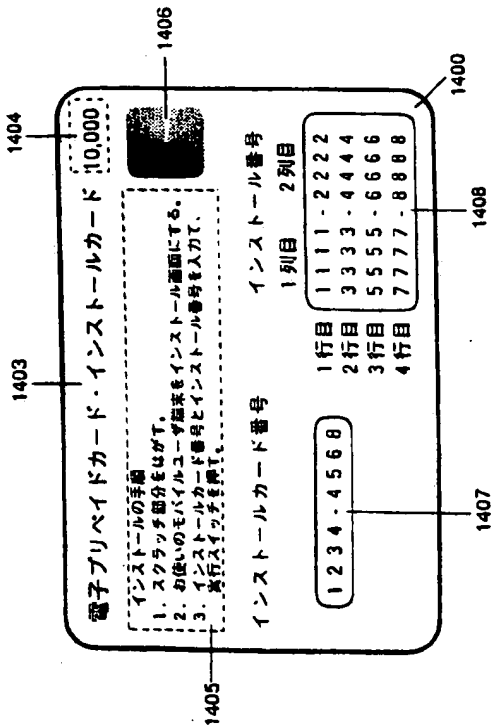 1403
1404
1406
電子プリペイドカード・インストールカード
10,000
インストールの手順
1. スクラッチ部分をはがす。
2. お使いのモバイルユーザ端末をインストール画面にする。
3. インストールカード番号とインストール番号を入力て、
実行スイッチを押す。
1405
インストールカード番号
インストール番号
1列目 2列目
1234-4568
1行目 1111-2222
2行目 3333-4444
3行目 5555-6666
4行目 7777-8888
1407
1408
1400